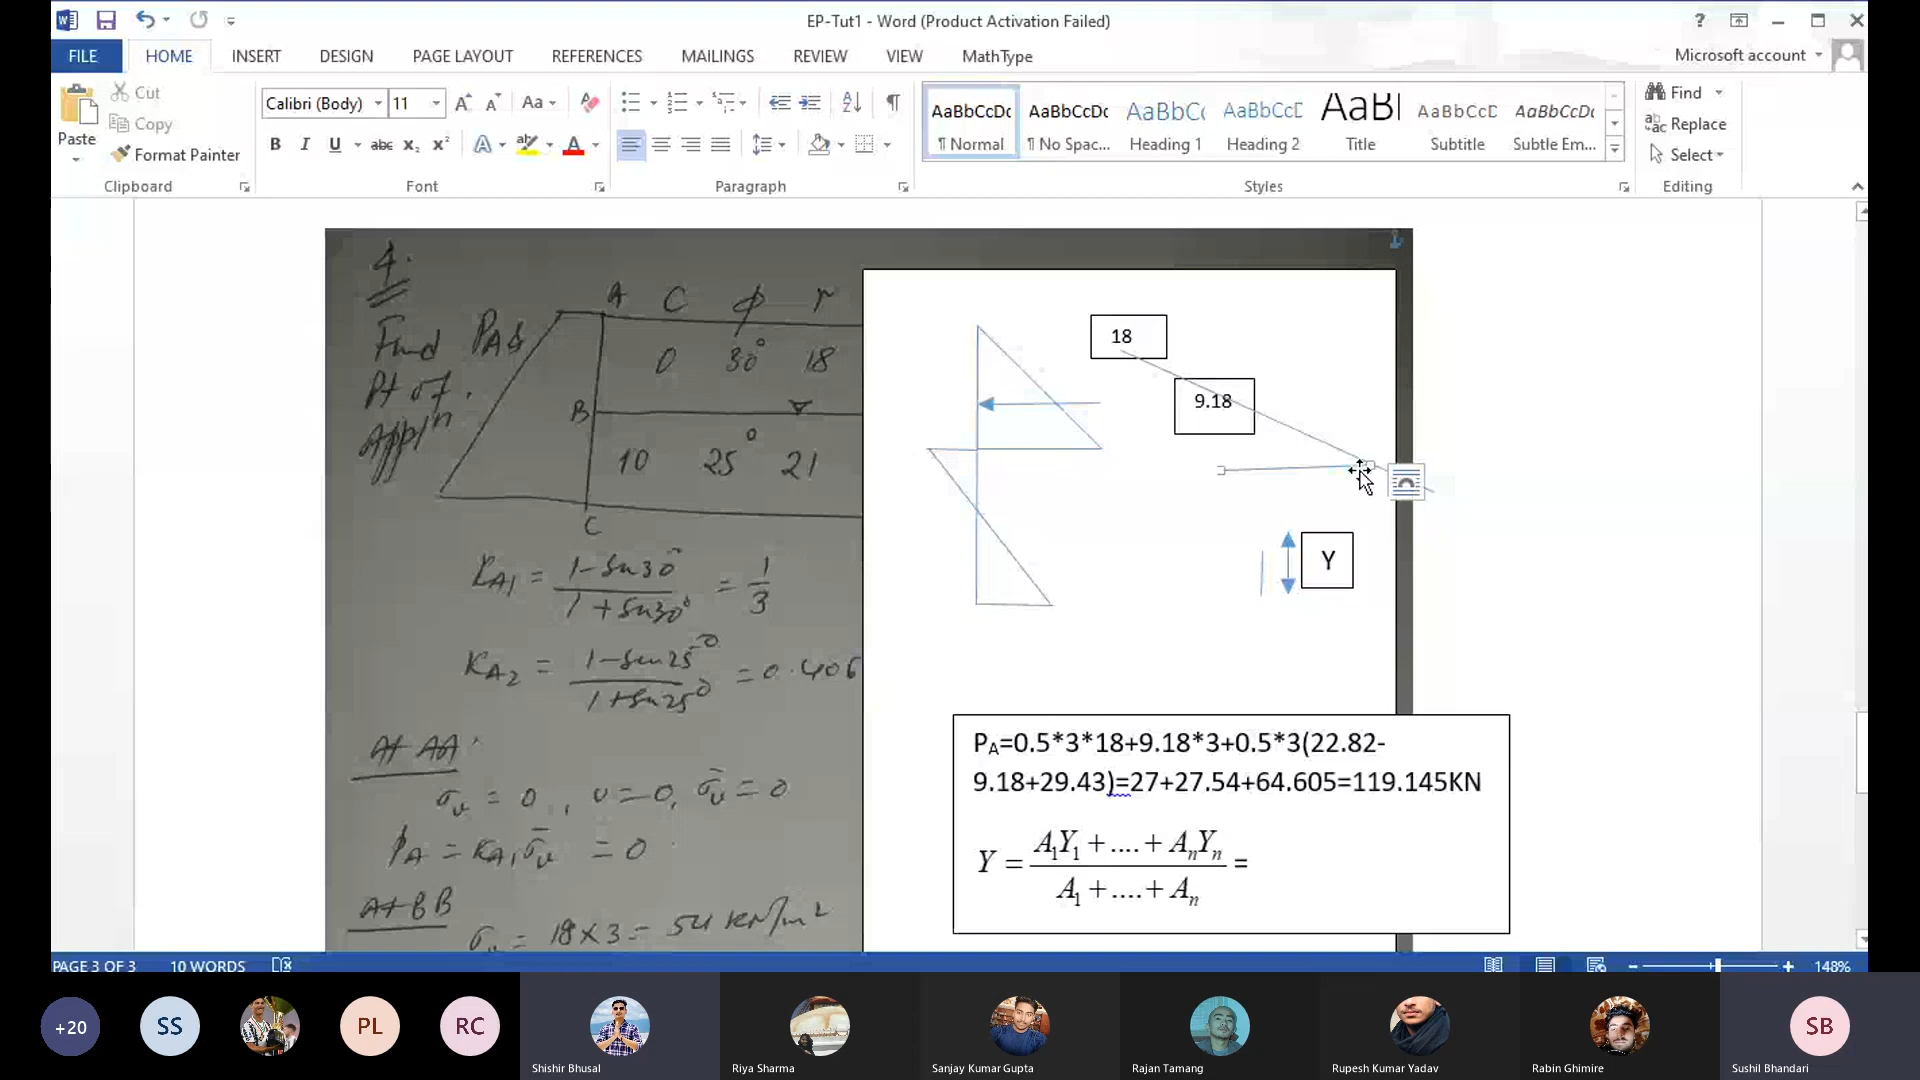 EP-Tut1 - Word (Product Activation Failed)
?
FILE HOME INSERT DESIGN PAGE LAYOUT REFERENCES MAILINGS REVIEW VIEW MathType
Microsoft account
Paste
Cut
Copy
Format Painter
Clipboard
Calibri (Body) 11
Font
Paragraph
AaBbCcDc AaBbCcDc AaBbC( AaBbCcD AaB AaBbCcD AaBbCcDc
¶ Normal ¶ No Spac... Heading 1 Heading 2 Title Subtitle Subtle Em...
Styles
Find
Replace
Select
Editing
4.
Find PA &
Pt of.
Appl'n
A C φ r
0 30° 18
B
10 25° 21
C
KA1 = 1-Sin30° / 1+Sin30° = 1/3
KA2 = 1-Sin25° / 1+Sin25° = 0.406
At AA
σv = 0, u=0, σ̄v = 0
PA = KA1 σ̄v = 0
At BB
σv = 18×3 = 54 KN/m²
18
9.18
Y
PA=0.5*3*18+9.18*3+0.5*3(22.82-
9.18+29.43)=27+27.54+64.605=119.145KN
Y = A1Y1 + .... + AnYn / A1 + .... + An =
PAGE 3 OF 3 10 WORDS 148%
+20 SS PL RC SB
Shishir Bhusal Riya Sharma Sanjay Kumar Gupta Rajan Tamang Rupesh Kumar Yadav Rabin Ghimire Sushil Bhandari